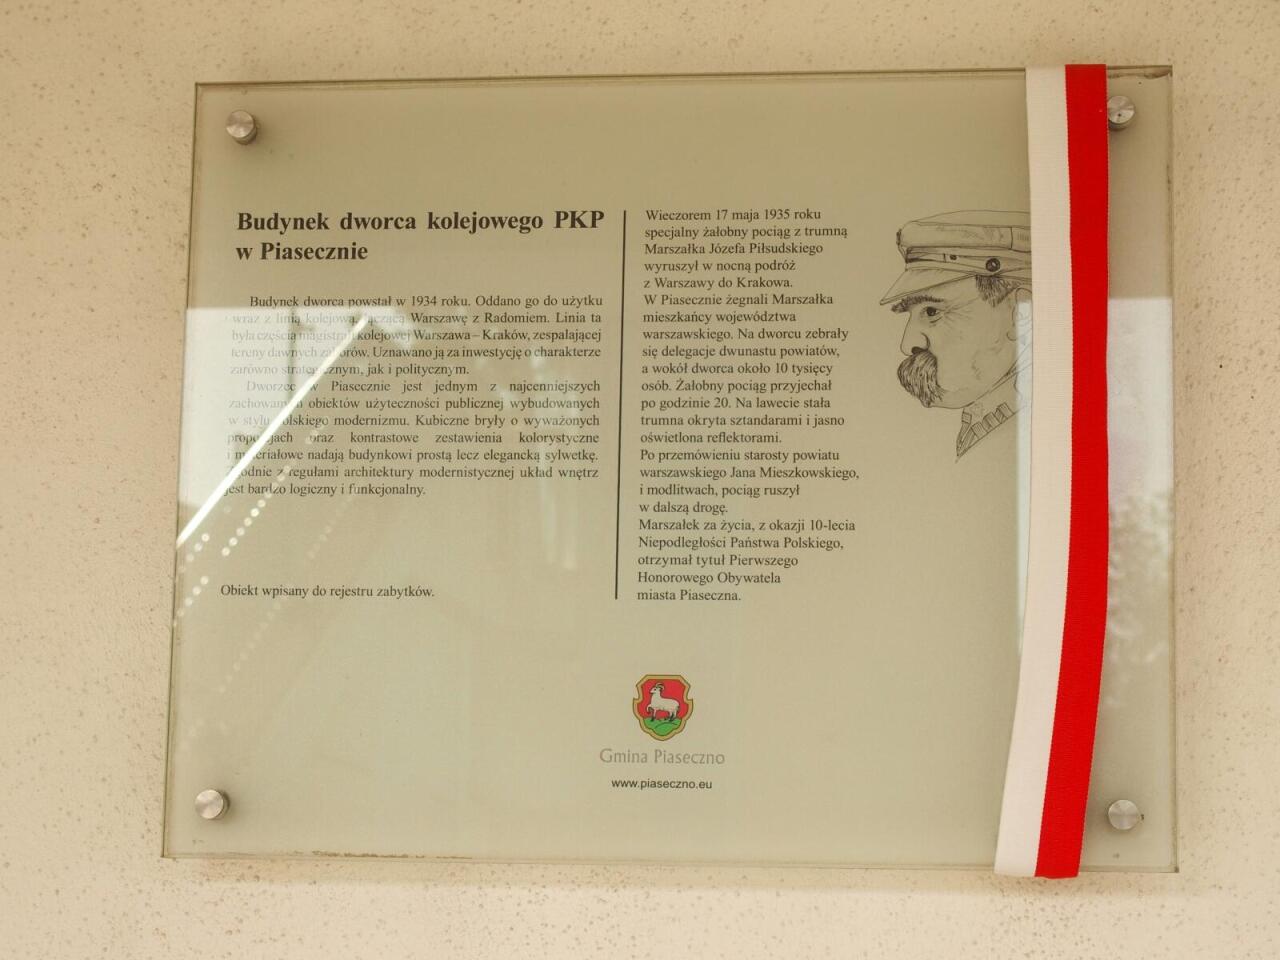 Budynek dworca kolejowego PKP
w Piasecznie
Budynek dworca powstał w 1934 roku. Oddano go do użytku
wraz z linią kolejową, łączącą Warszawę z Radomiem. Linia ta
była częścią magistrali kolejowej Warszawa – Kraków, zespalającej
tereny dawnych zaborów. Uznawano ją za inwestycję o charakterze
zarówno strategicznym, jak i politycznym.
Dworzec w Piasecznie jest jednym z najcenniejszych
zachowanych obiektów użyteczności publicznej wybudowanych
w stylu polskiego modernizmu. Kubiczne bryły o wyważonych
proporcjach oraz kontrastowe zestawienia kolorystyczne
i materiałowe nadają budynkowi prostą lecz elegancką sylwetkę.
Zgodnie z regułami architektury modernistycznej układ wnętrz
jest bardzo logiczny i funkcjonalny.
Obiekt wpisany do rejestru zabytków.
Wieczorem 17 maja 1935 roku
specjalny żałobny pociąg z trumną
Marszałka Józefa Piłsudskiego
wyruszył w nocną podróż
z Warszawy do Krakowa.
W Piasecznie żegnali Marszałka
mieszkańcy województwa
warszawskiego. Na dworcu zebrały
się delegacje dwunastu powiatów,
a wokół dworca około 10 tysięcy
osób. Żałobny pociąg przyjechał
po godzinie 20. Na lawecie stała
trumna okryta sztandarami i jasno
oświetlona reflektorami.
Po przemówieniu starosty powiatu
warszawskiego Jana Mieszkowskiego,
i modlitwach, pociąg ruszył
w dalszą drogę.
Marszałek za życia, z okazji 10-lecia
Niepodległości Państwa Polskiego,
otrzymał tytuł Pierwszego
Honorowego Obywatela
miasta Piaseczna.
Gmina Piaseczno
www.piaseczno.eu